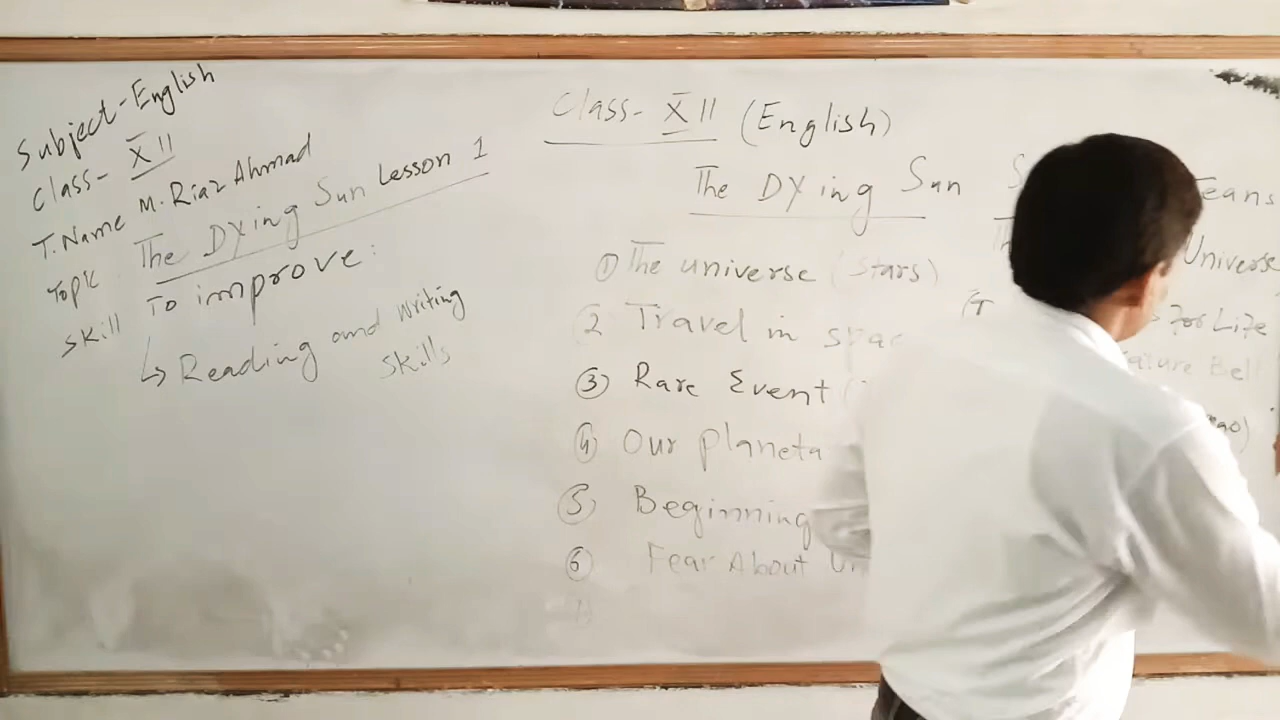 Subject-English
Class- XII
T.Name M. Riaz Ahmad
Topic The Dying Sun Lesson 1
Skill To improve:
↳ Reading and writing
skills
Class- XII (English)
The Dying Sun
① The universe (Stars)
2 Travel in
③ Rare Event
④ Our planeta
⑤ Beginning
⑥ Fear About
Universe
for Life